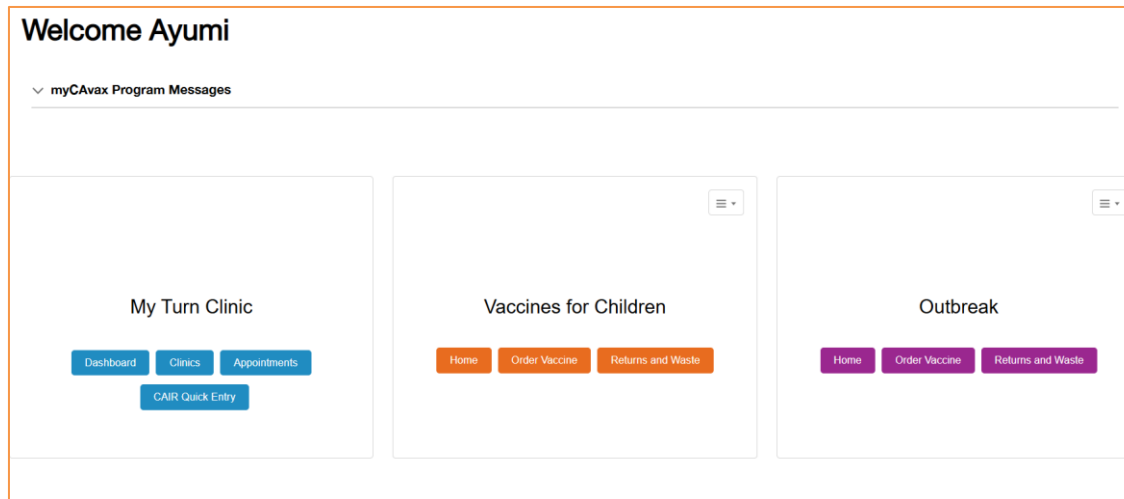 Welcome Ayumi
myCAvax Program Messages
My Turn Clinic
Dashboard Clinics Appointments
CAIR Quick Entry
Vaccines for Children
Home Order Vaccine Returns and Waste
Outbreak
Home Order Vaccine Returns and Waste